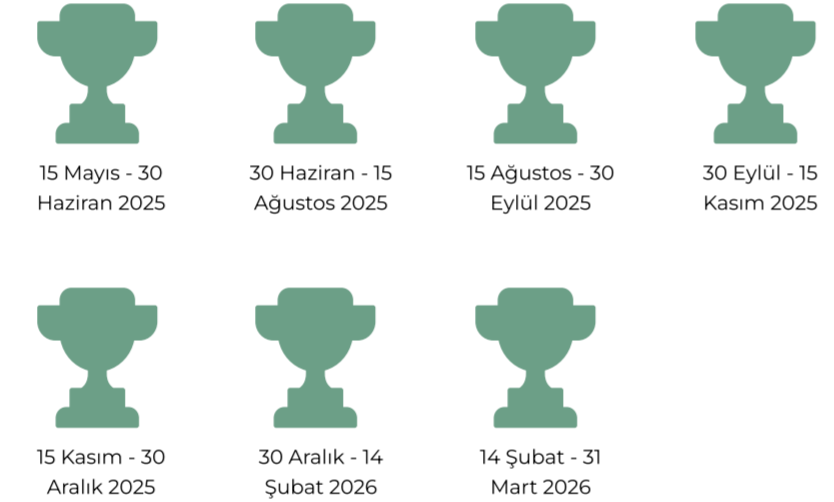 15 Mayıs - 30
Haziran 2025
30 Haziran - 15
Ağustos 2025
15 Ağustos - 30
Eylül 2025
30 Eylül - 15
Kasım 2025
15 Kasım - 30
Aralık 2025
30 Aralık - 14
Şubat 2026
14 Şubat - 31
Mart 2026